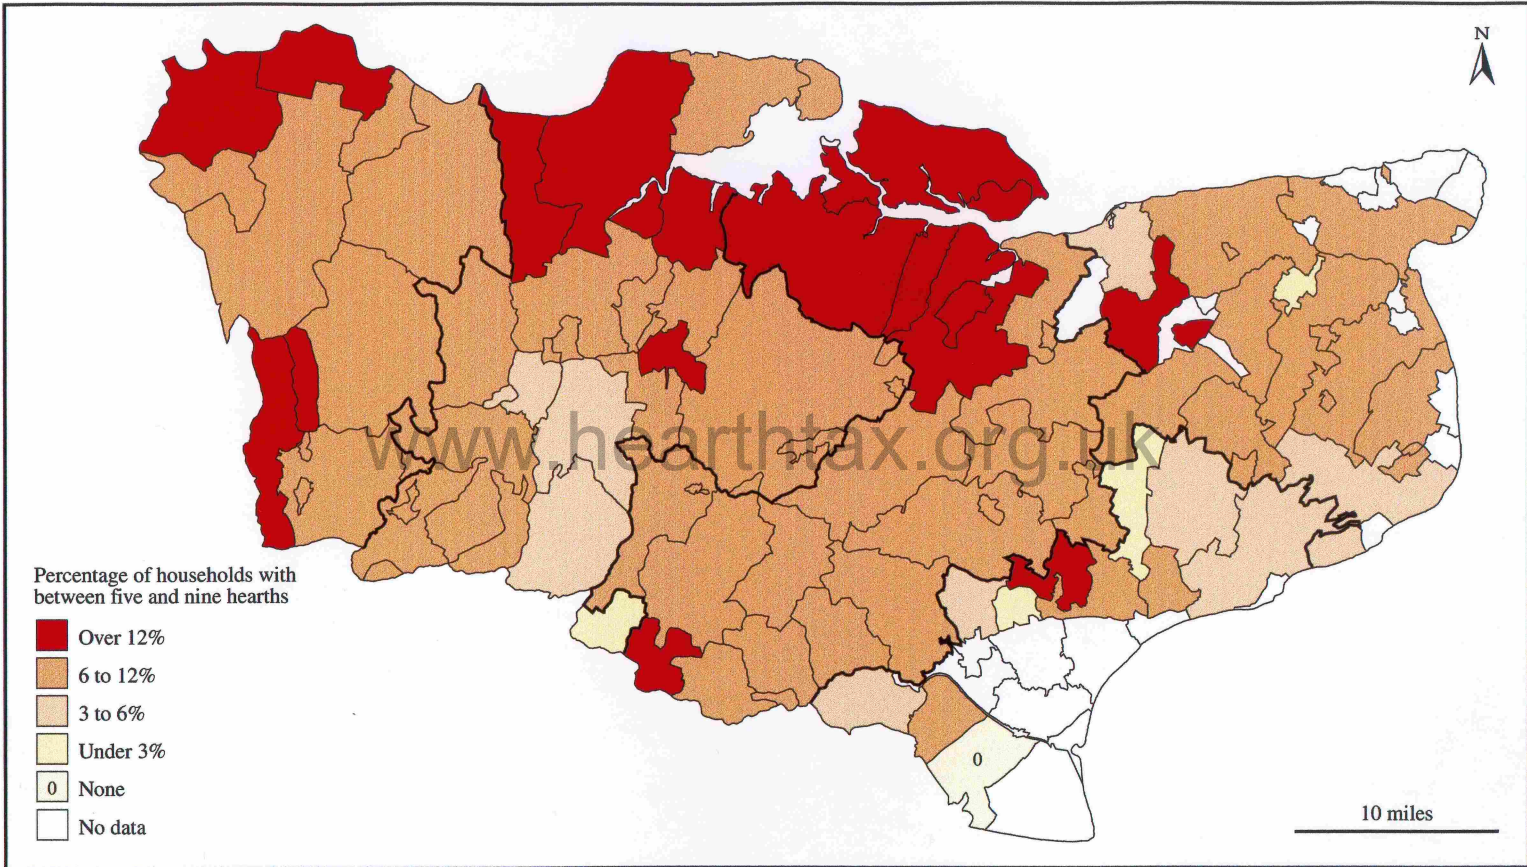 N
www.hearthtax.org.uk
Percentage of households with
between five and nine hearths
Over 12%
6 to 12%
3 to 6%
Under 3%
0 None
No data
0
10 miles